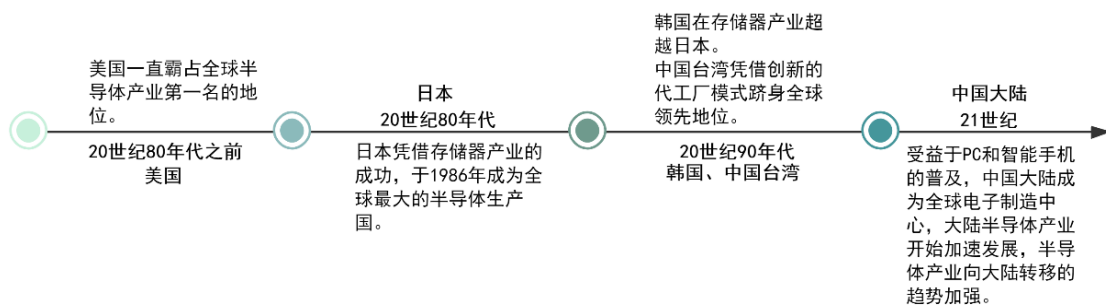 美国一直霸占全球半
导体产业第一名的地
位。
20世纪80年代之前
美国
日本
20世纪80年代
日本凭借存储器产业的
成功，于1986年成为全
球最大的半导体生产
国。
韩国在存储器产业超
越日本。
中国台湾凭借创新的
代工厂模式跻身全球
领先地位。
20世纪90年代
韩国、中国台湾
中国大陆
21世纪
受益于PC和智能手机
的普及，中国大陆成
为全球电子制造中
心，大陆半导体产业
开始加速发展，半导
体产业向大陆转移的
趋势加强。